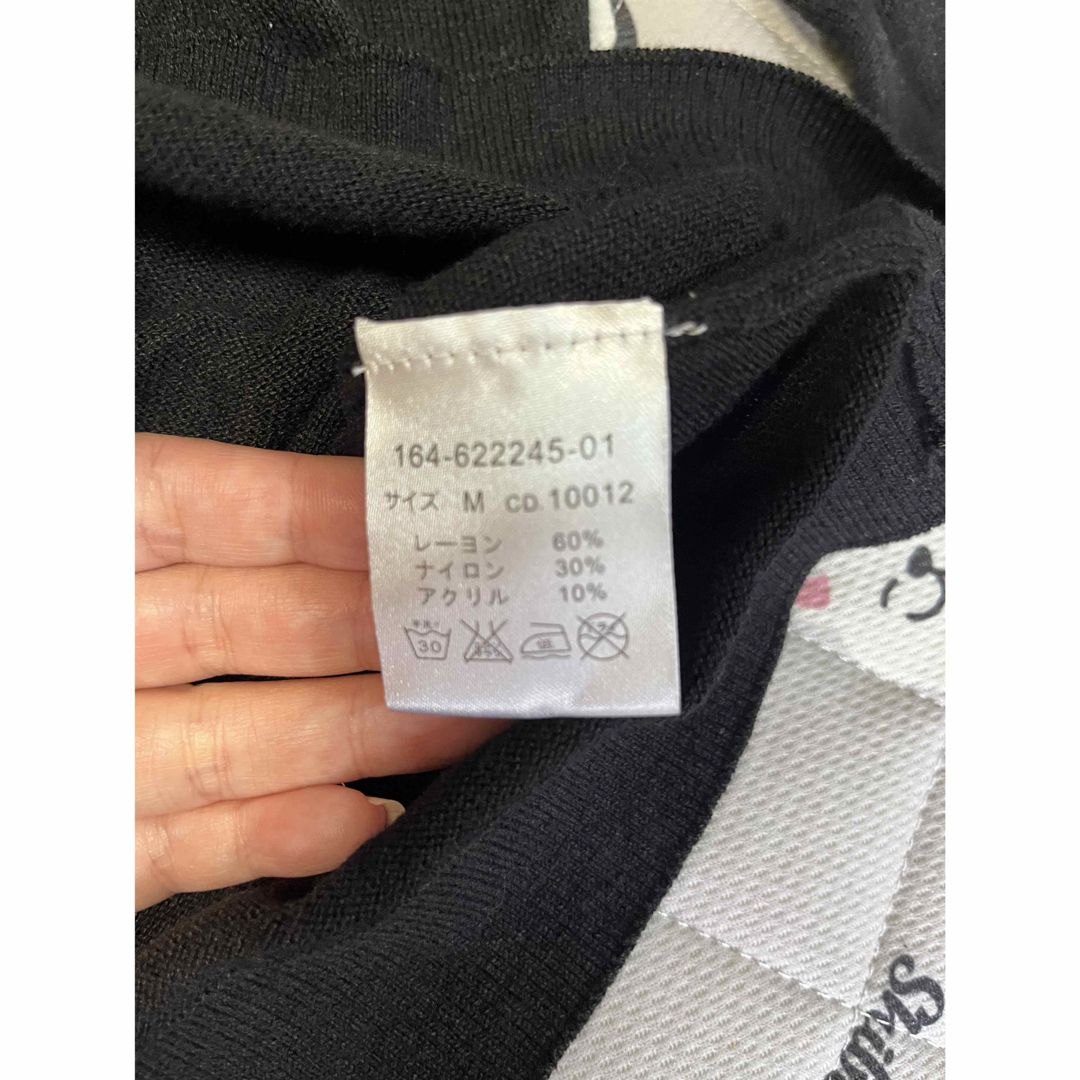 164-622245-01
サイズ M CD.10012
レーヨン 60%
ナイロン 30%
アクリル 10%
30